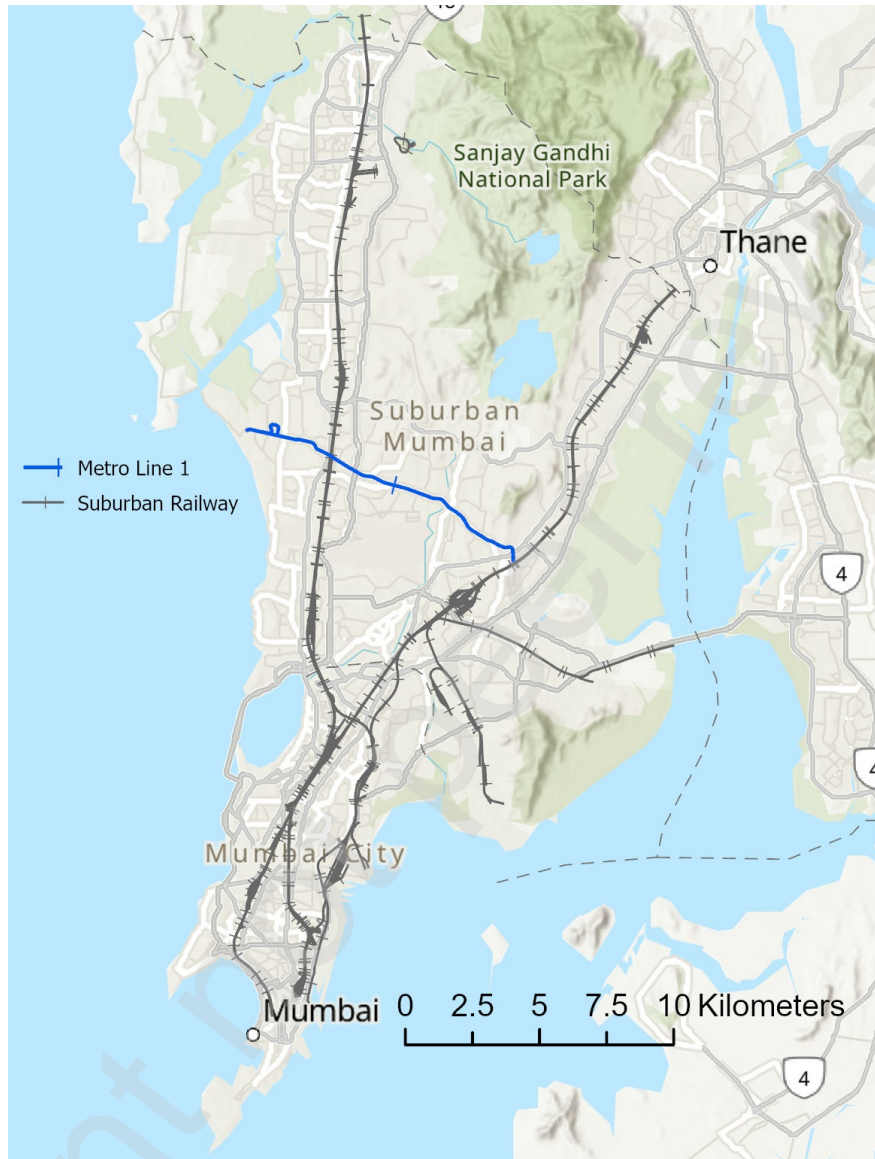 Sanjay Gandhi
National Park
Thane
Suburban
Mumbai
Metro Line 1
Suburban Railway
4
4
Mumbai City
Mumbai
0 2.5 5 7.5 10 Kilometers
4